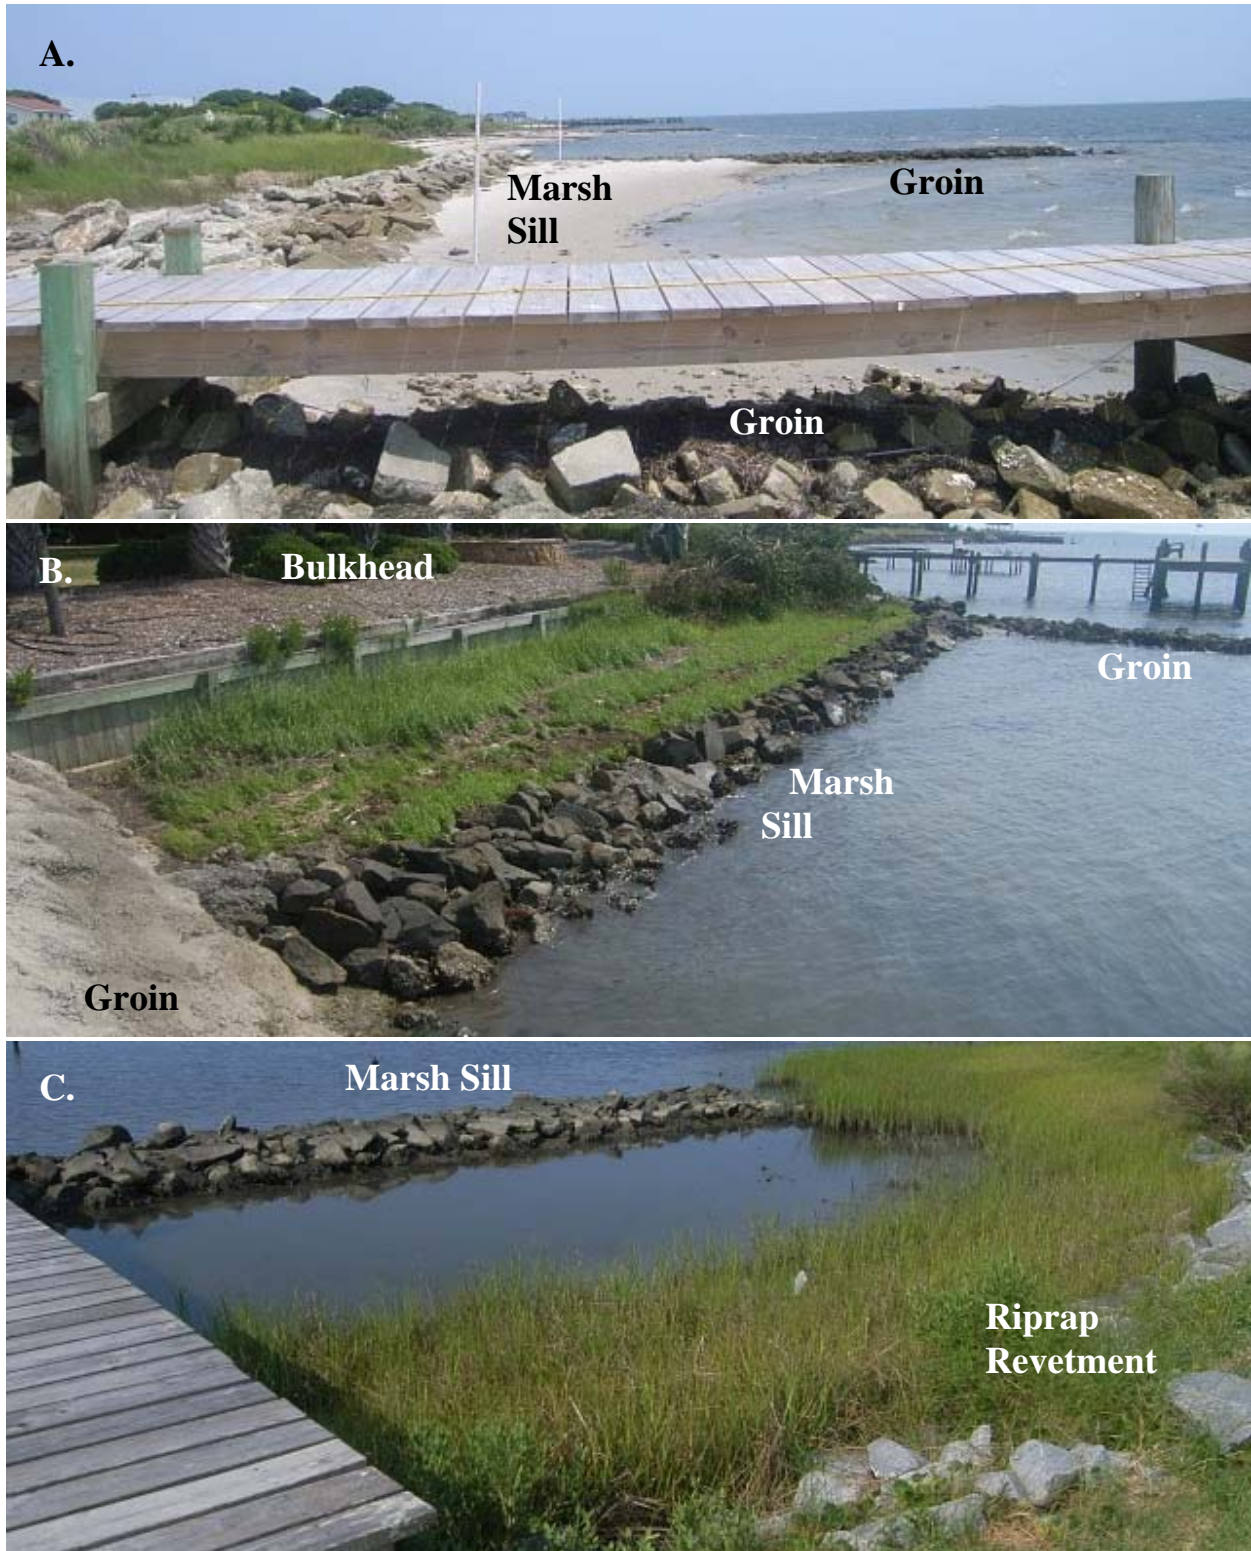 A.
Marsh
Sill
Groin
Groin
B.
Bulkhead
Groin
Marsh
Sill
Groin
C.
Marsh Sill
Riprap
Revetment